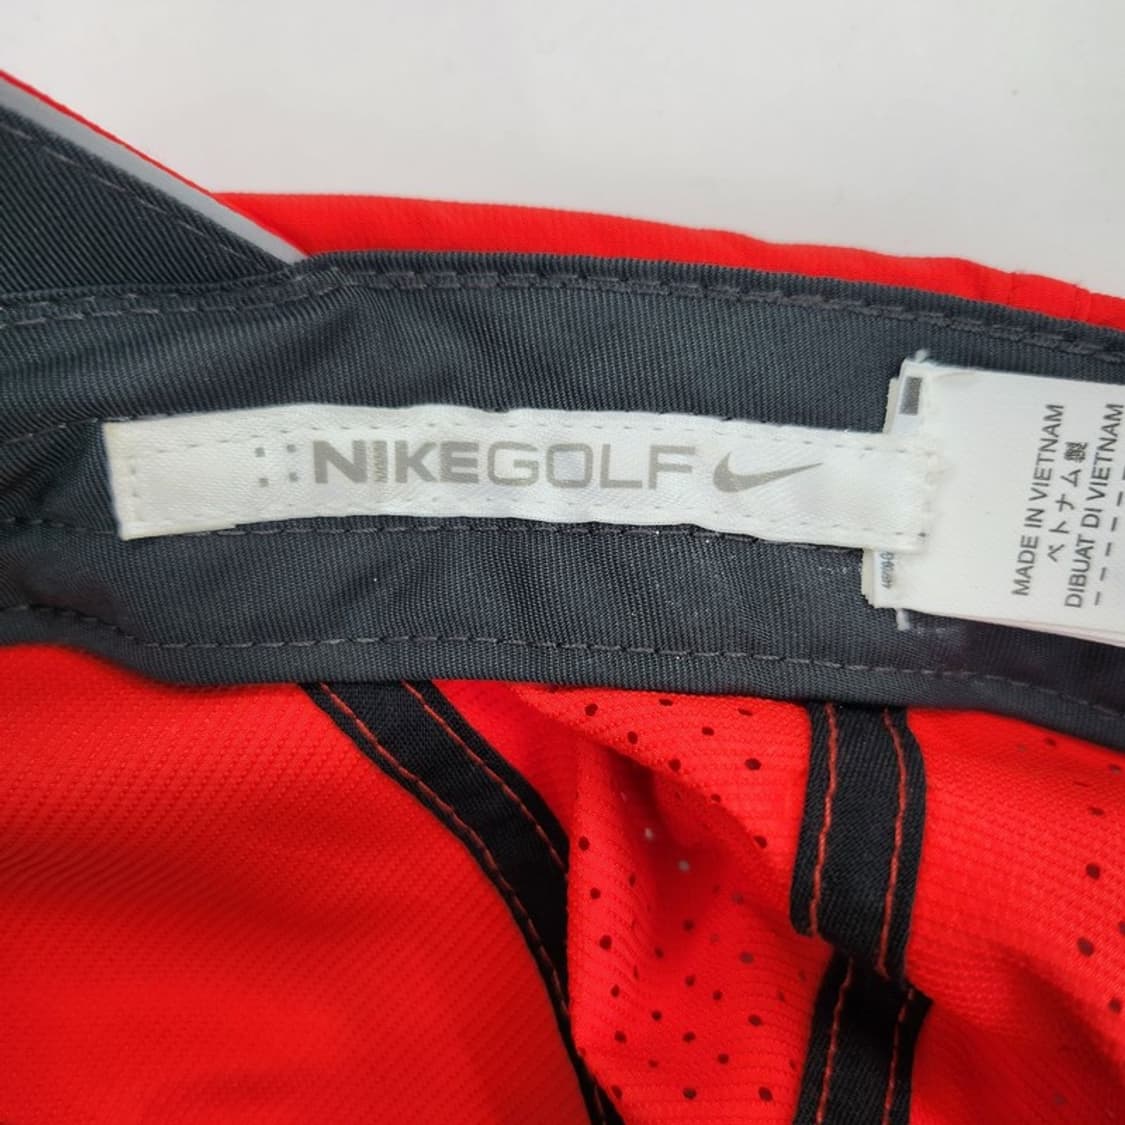 NIKEGOLF
MADE IN VIETNAM
ベトナム製
DIBUAT DI VIETNAM